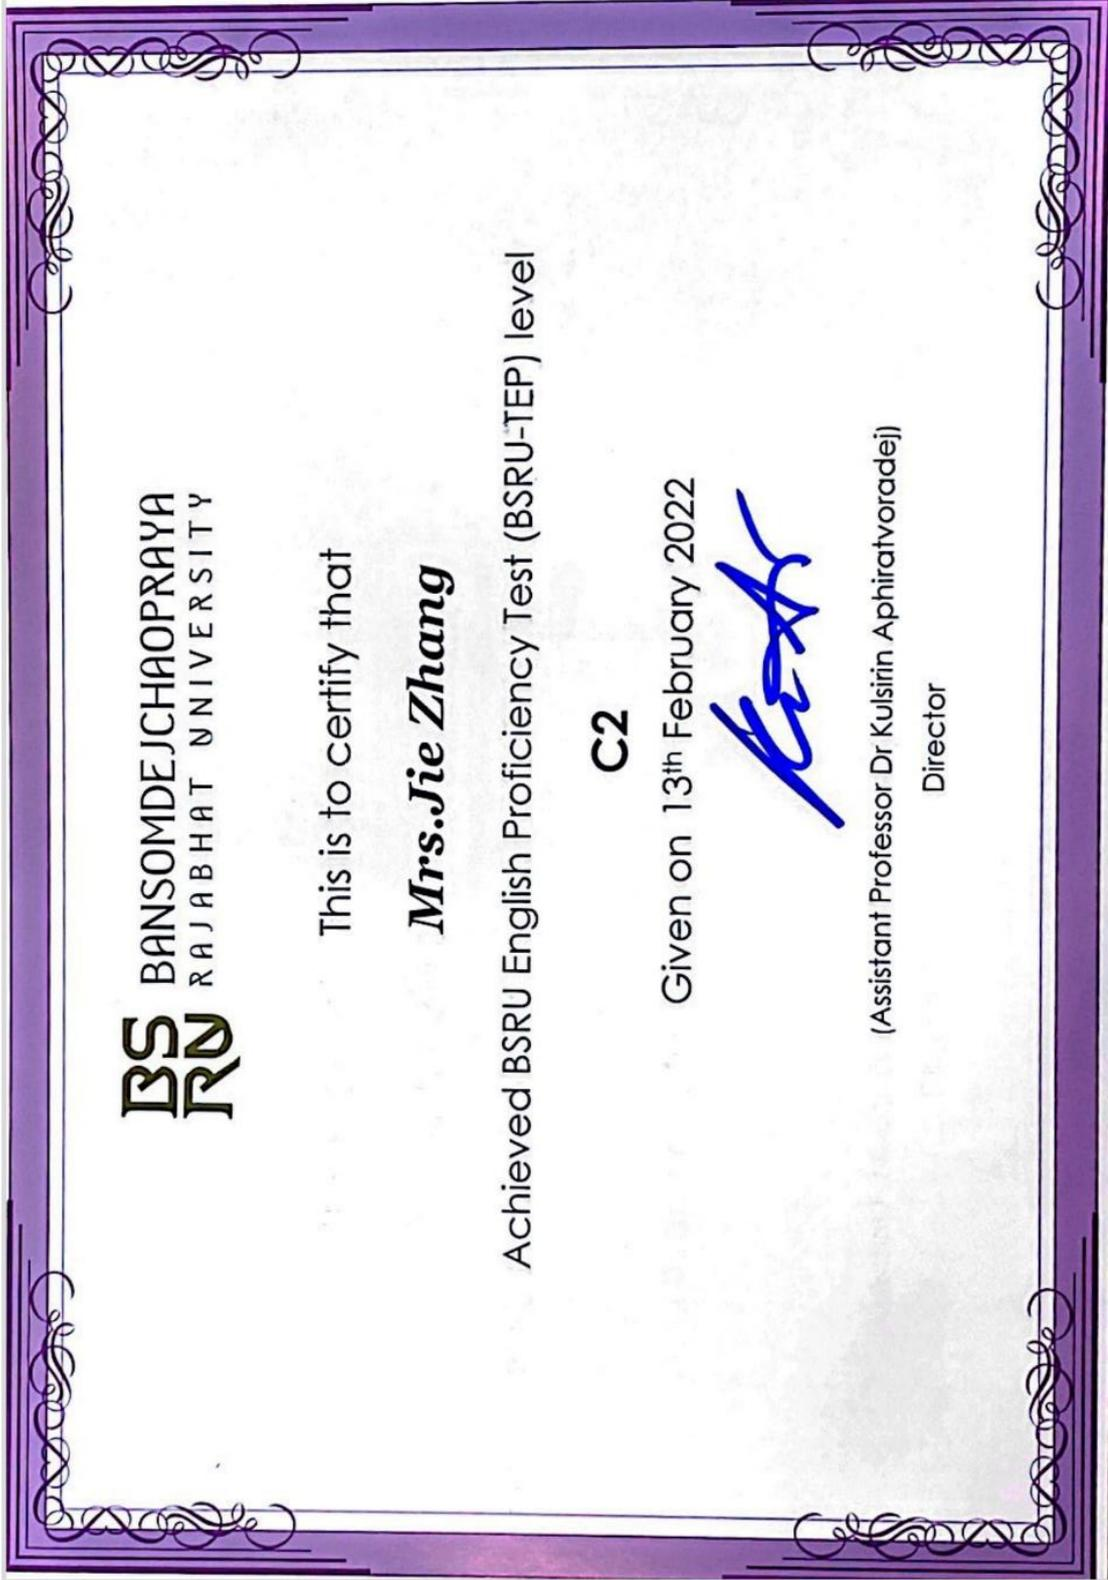 BS
RU
BANSOMDEJCHAOPRAYA
RAJABHAT UNIVERSITY
This is to certify that
Mrs.Jie Zhang
Achieved BSRU English Proficiency Test (BSRU-TEP) level
C2
Given on 13th February 2022
(Assistant Professor Dr Kulsirin Aphiratvoradej)
Director